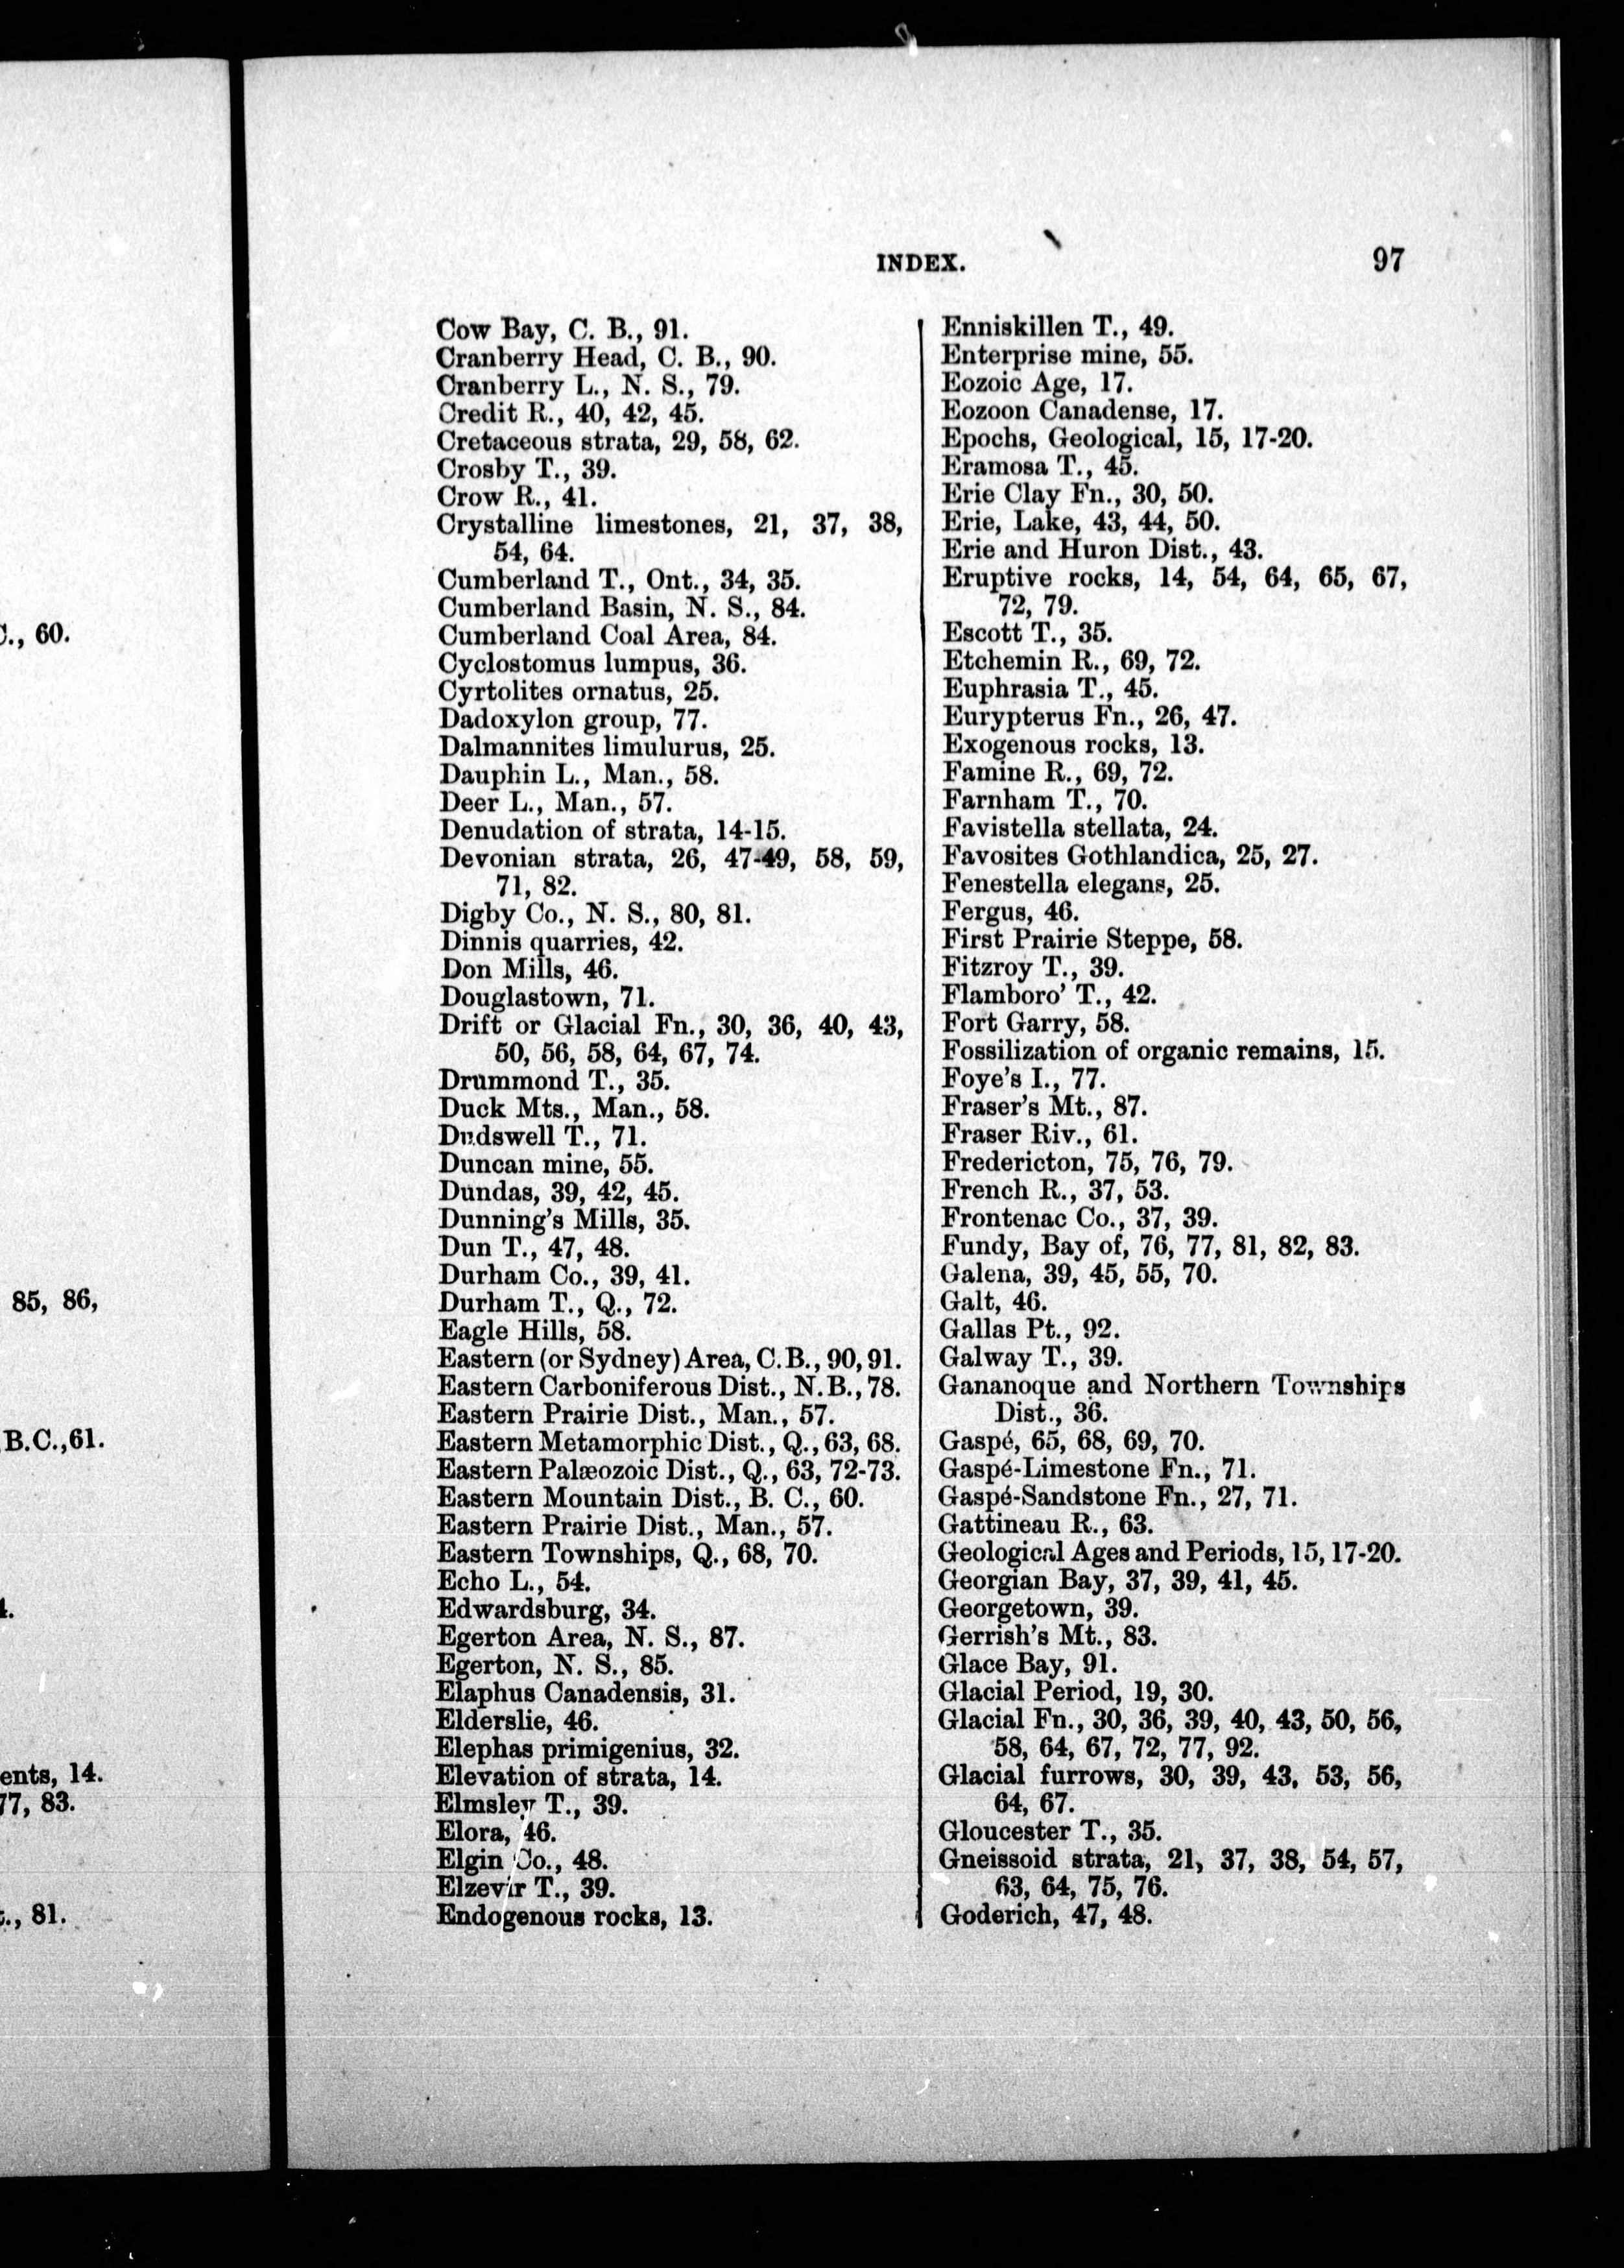 C., 60.
85, 86,
B.C.,61.
ents, 14.
77, 83.
., 81.
INDEX. 97
Cow Bay, C. B., 91.
Cranberry Head, C. B., 90.
Cranberry L., N. S., 79.
Credit R., 40, 42, 45.
Cretaceous strata, 29, 58, 62.
Crosby T., 39.
Crow R., 41.
Crystalline limestones, 21, 37, 38,
54, 64.
Cumberland T., Ont., 34, 35.
Cumberland Basin, N. S., 84.
Cumberland Coal Area, 84.
Cyclostomus lumpus, 36.
Cyrtolites ornatus, 25.
Dadoxylon group, 77.
Dalmannites limulurus, 25.
Dauphin L., Man., 58.
Deer L., Man., 57.
Denudation of strata, 14-15.
Devonian strata, 26, 47-49, 58, 59,
71, 82.
Digby Co., N. S., 80, 81.
Dinnis quarries, 42.
Don Mills, 46.
Douglastown, 71.
Drift or Glacial Fn., 30, 36, 40, 43,
50, 56, 58, 64, 67, 74.
Drummond T., 35.
Duck Mts., Man., 58.
Dudswell T., 71.
Duncan mine, 55.
Dundas, 39, 42, 45.
Dunning's Mills, 35.
Dun T., 47, 48.
Durham Co., 39, 41.
Durham T., Q., 72.
Eagle Hills, 58.
Eastern (or Sydney) Area, C.B., 90, 91.
Eastern Carboniferous Dist., N.B., 78.
Eastern Prairie Dist., Man., 57.
Eastern Metamorphic Dist., Q., 63, 68.
Eastern Palæozoic Dist., Q., 63, 72-73.
Eastern Mountain Dist., B. C., 60.
Eastern Prairie Dist., Man., 57.
Eastern Townships, Q., 68, 70.
Echo L., 54.
Edwardsburg, 34.
Egerton Area, N. S., 87.
Egerton, N. S., 85.
Elaphus Canadensis, 31.
Elderslie, 46.
Elephas primigenius, 32.
Elevation of strata, 14.
Elmsley T., 39.
Elora, 46.
Elgin Co., 48.
Elzevir T., 39.
Endogenous rocks, 13.
Enniskillen T., 49.
Enterprise mine, 55.
Eozoic Age, 17.
Eozoon Canadense, 17.
Epochs, Geological, 15, 17-20.
Eramosa T., 45.
Erie Clay Fn., 30, 50.
Erie, Lake, 43, 44, 50.
Erie and Huron Dist., 43.
Eruptive rocks, 14, 54, 64, 65, 67,
72, 79.
Escott T., 35.
Etchemin R., 69, 72.
Euphrasia T., 45.
Eurypterus Fn., 26, 47.
Exogenous rocks, 13.
Famine R., 69, 72.
Farnham T., 70.
Favistella stellata, 24.
Favosites Gothlandica, 25, 27.
Fenestella elegans, 25.
Fergus, 46.
First Prairie Steppe, 58.
Fitzroy T., 39.
Flamboro' T., 42.
Fort Garry, 58.
Fossilization of organic remains, 15.
Foye's I., 77.
Fraser's Mt., 87.
Fraser Riv., 61.
Fredericton, 75, 76, 79.
French R., 37, 53.
Frontenac Co., 37, 39.
Fundy, Bay of, 76, 77, 81, 82, 83.
Galena, 39, 45, 55, 70.
Galt, 46.
Gallas Pt., 92.
Galway T., 39.
Gananoque and Northern Townships
Dist., 36.
Gaspé, 65, 68, 69, 70.
Gaspé-Limestone Fn., 71.
Gaspé-Sandstone Fn., 27, 71.
Gattineau R., 63.
Geological Ages and Periods, 15, 17-20.
Georgian Bay, 37, 39, 41, 45.
Georgetown, 39.
Gerrish's Mt., 83.
Glace Bay, 91.
Glacial Period, 19, 30.
Glacial Fn., 30, 36, 39, 40, 43, 50, 56,
58, 64, 67, 72, 77, 92.
Glacial furrows, 30, 39, 43, 53, 56,
64, 67.
Gloucester T., 35.
Gneissoid strata, 21, 37, 38, 54, 57,
63, 64, 75, 76.
Goderich, 47, 48.